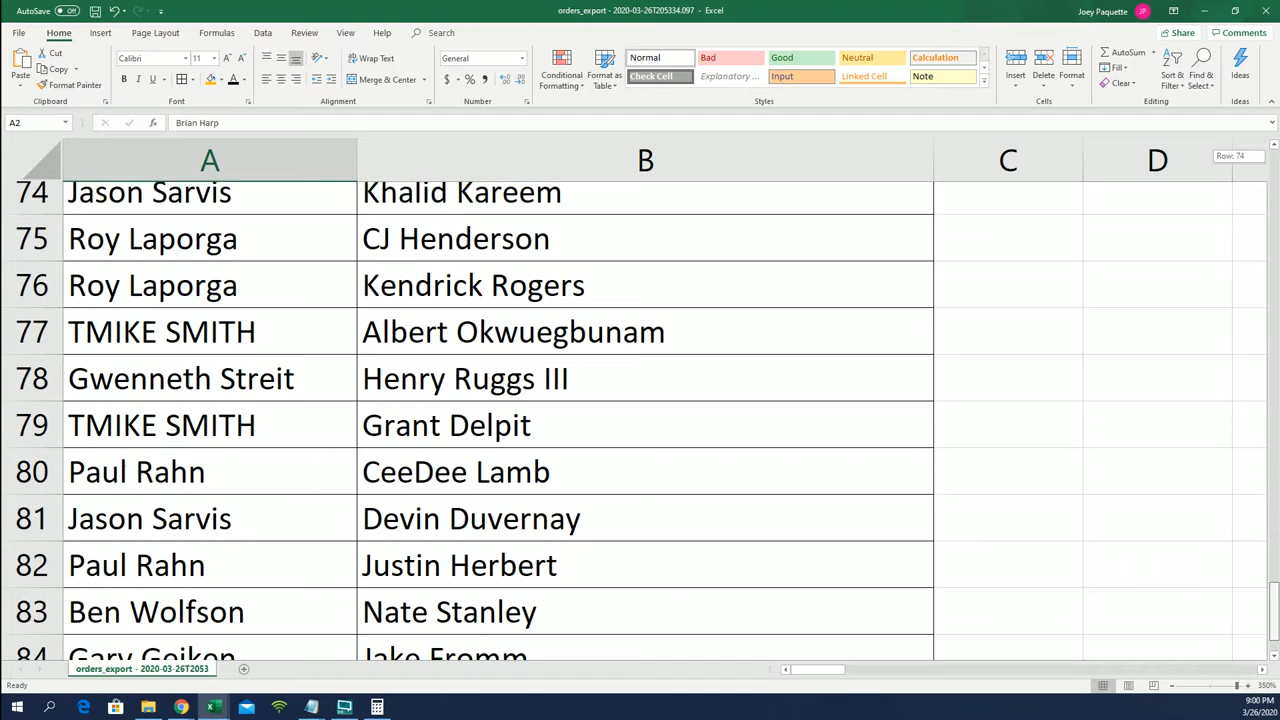 AutoSave Off orders_export - 2020-03-26T205334.097 - Excel Joey Paquette JP
File Home Insert Page Layout Formulas Data Review View Help Search Share Comments
Paste Cut Copy Format Painter Clipboard
Calibri 11 A A B I U A Font
Wrap Text Merge & Center Alignment
General $ % , Number
Conditional Formatting Format as Table
Normal Bad Good Neutral Calculation
Check Cell Explanatory ... Input Linked Cell Note
Styles
Insert Delete Format Cells
AutoSum Fill Clear Sort & Filter Find & Select Editing
Ideas Ideas
A2 fx Brian Harp
A B C D Row: 74
74 Jason Sarvis Khalid Kareem
75 Roy Laporga CJ Henderson
76 Roy Laporga Kendrick Rogers
77 TMIKE SMITH Albert Okwuegbunam
78 Gwenneth Streit Henry Ruggs III
79 TMIKE SMITH Grant Delpit
80 Paul Rahn CeeDee Lamb
81 Jason Sarvis Devin Duvernay
82 Paul Rahn Justin Herbert
83 Ben Wolfson Nate Stanley
84 Gary Geiken Jake Fromm
orders_export - 2020-03-26T2053
Ready 350%
9:00 PM
3/26/2020